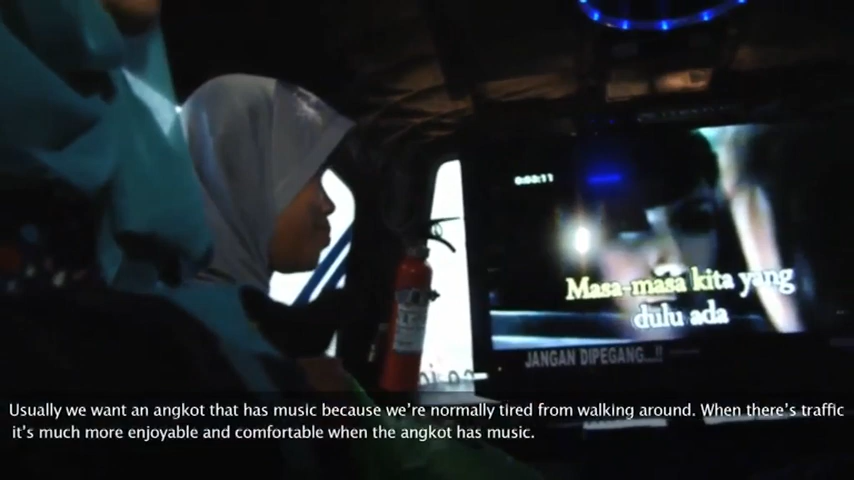 0:03:11
Masa-masa kita yang
dulu ada
JANGAN DIPEGANG...!!
Usually we want an angkot that has music because we're normally tired from walking around. When there's traffic
it's much more enjoyable and comfortable when the angkot has music.